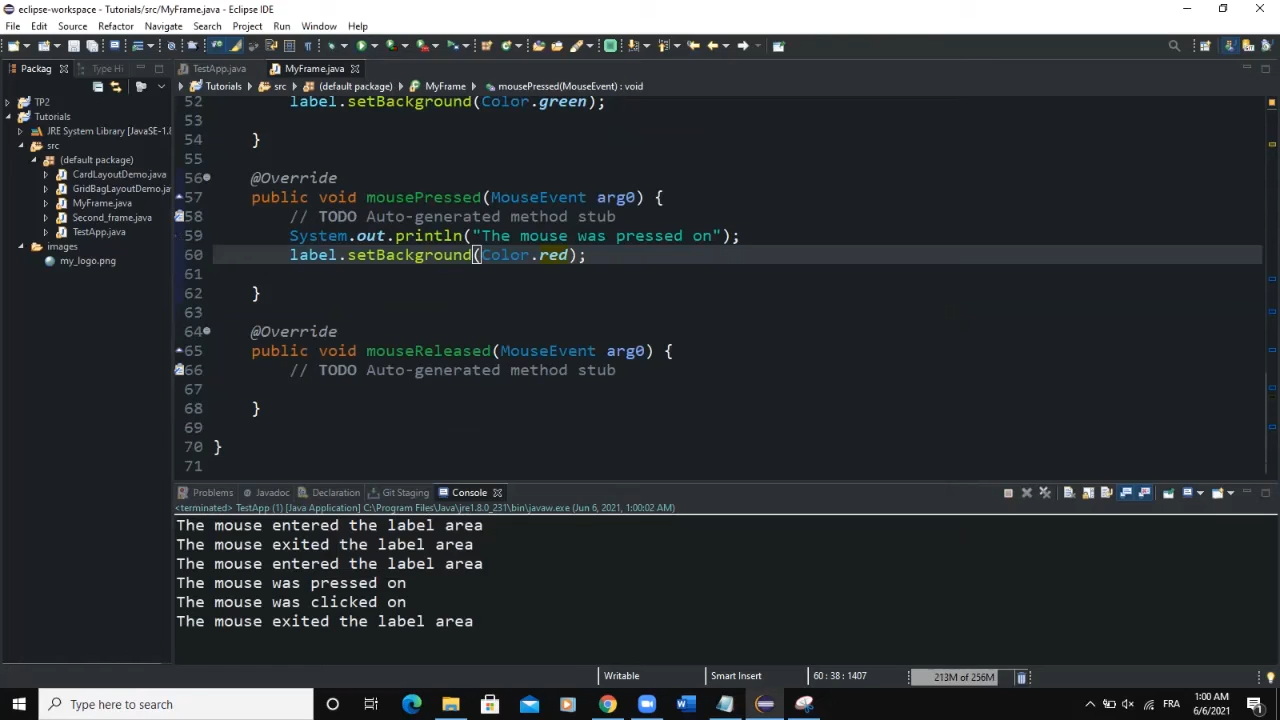 eclipse-workspace - Tutorials/src/MyFrame.java - Eclipse IDE
File Edit Source Refactor Navigate Search Project Run Window Help
Packag Type Hi TestApp.java MyFrame.java
Tutorials src (default package) MyFrame mousePressed(MouseEvent) : void
TP2
Tutorials
JRE System Library [JavaSE-1.
src
(default package)
CardLayoutDemo.java
GridBagLayoutDemo.ja
MyFrame.java
Second_frame.java
TestApp.java
images
my_logo.png
52 label.setBackground(Color.green);
53
54 }
55
56 @Override
57 public void mousePressed(MouseEvent arg0) {
58 // TODO Auto-generated method stub
59 System.out.println("The mouse was pressed on");
60 label.setBackground(Color.red);
61
62 }
63
64 @Override
65 public void mouseReleased(MouseEvent arg0) {
66 // TODO Auto-generated method stub
67
68 }
69
70 }
71
Problems Javadoc Declaration Git Staging Console
<terminated> TestApp (1) [Java Application] C:\Program Files\Java\jre1.8.0_231\bin\javaw.exe (Jun 6, 2021, 1:00:02 AM)
The mouse entered the label area
The mouse exited the label area
The mouse entered the label area
The mouse was pressed on
The mouse was clicked on
The mouse exited the label area
Writable Smart Insert 60 : 38 : 1407 213M of 256M
Type here to search
FRA
1:00 AM
6/6/2021